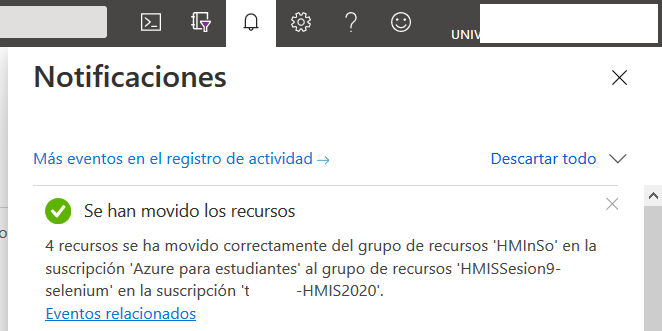 UNIV
Notificaciones
Más eventos en el registro de actividad →
Descartar todo
Se han movido los recursos
4 recursos se ha movido correctamente del grupo de recursos 'HMInSo' en la
suscripción 'Azure para estudiantes' al grupo de recursos 'HMISSesion9-
selenium' en la suscripción 't -HMIS2020'.
Eventos relacionados